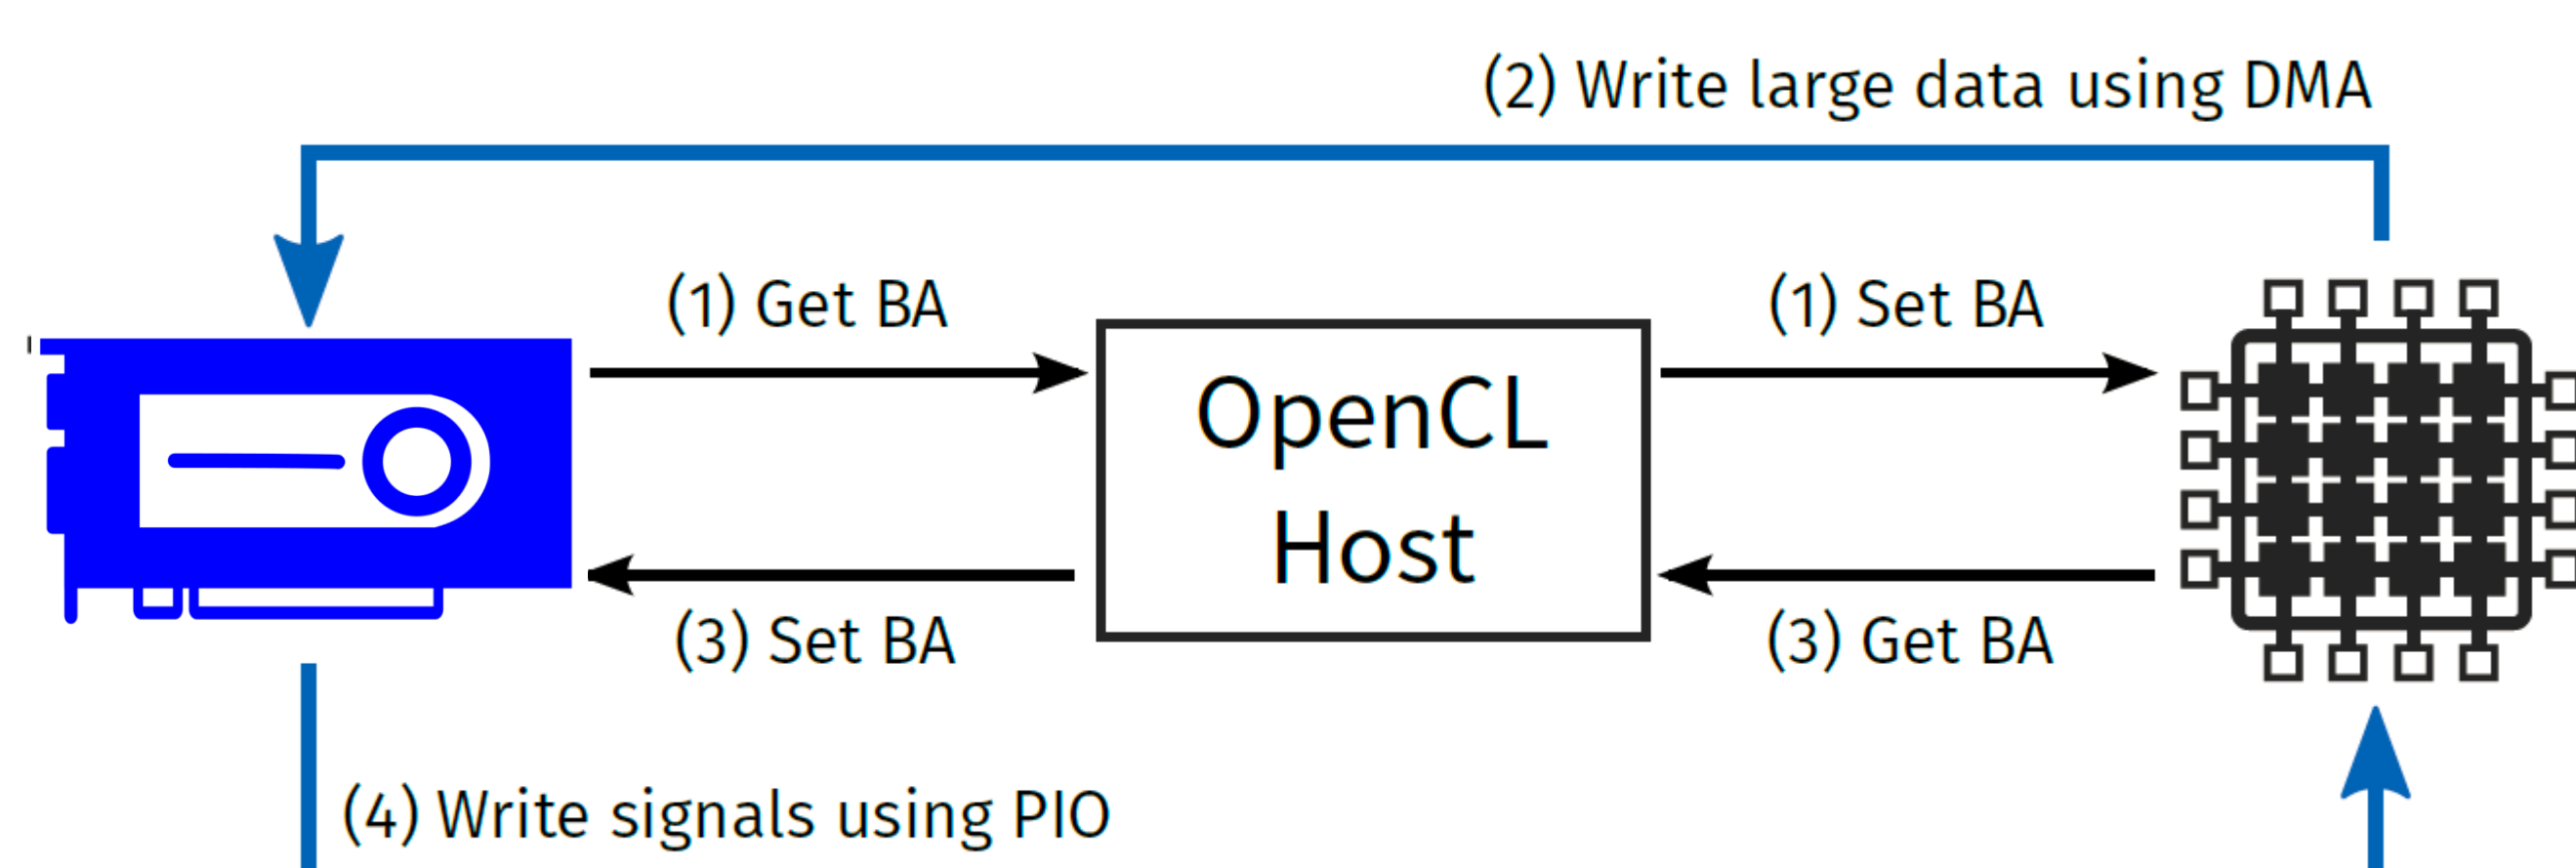 (2) Write large data using DMA
(1) Get BA
(1) Set BA
OpenCL
Host
(3) Set BA
(3) Get BA
(4) Write signals using PIO